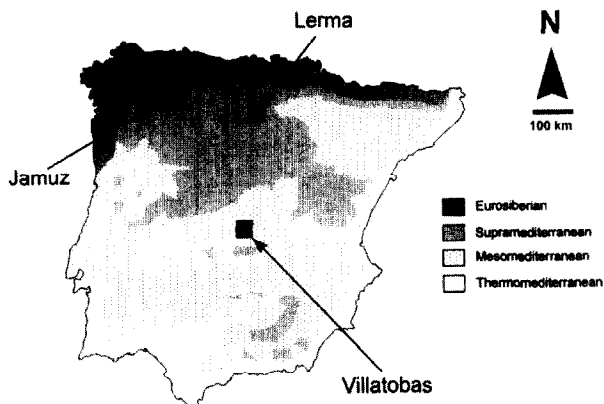 Lerma
N
100 km
Jamuz
Eurosiberian
Supramediterranean
Mesomediterranean
Thermomediterranean
Villatobas